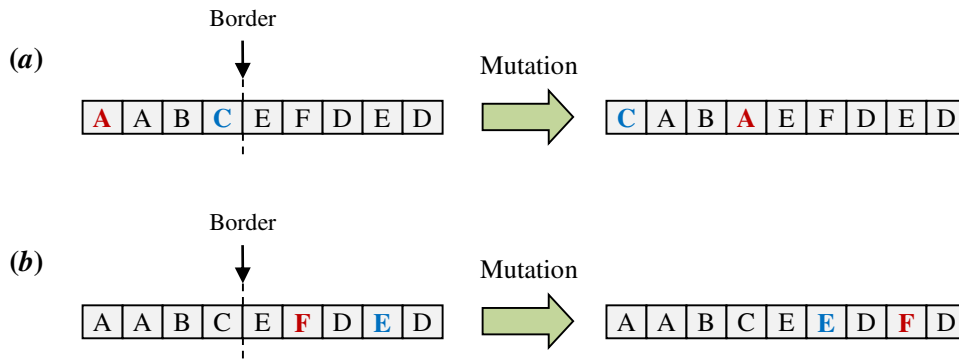 Border
(a)
Mutation
A A B C E F D E D
C A B A E F D E D
Border
(b)
Mutation
A A B C E F D E D
A A B C E E D F D